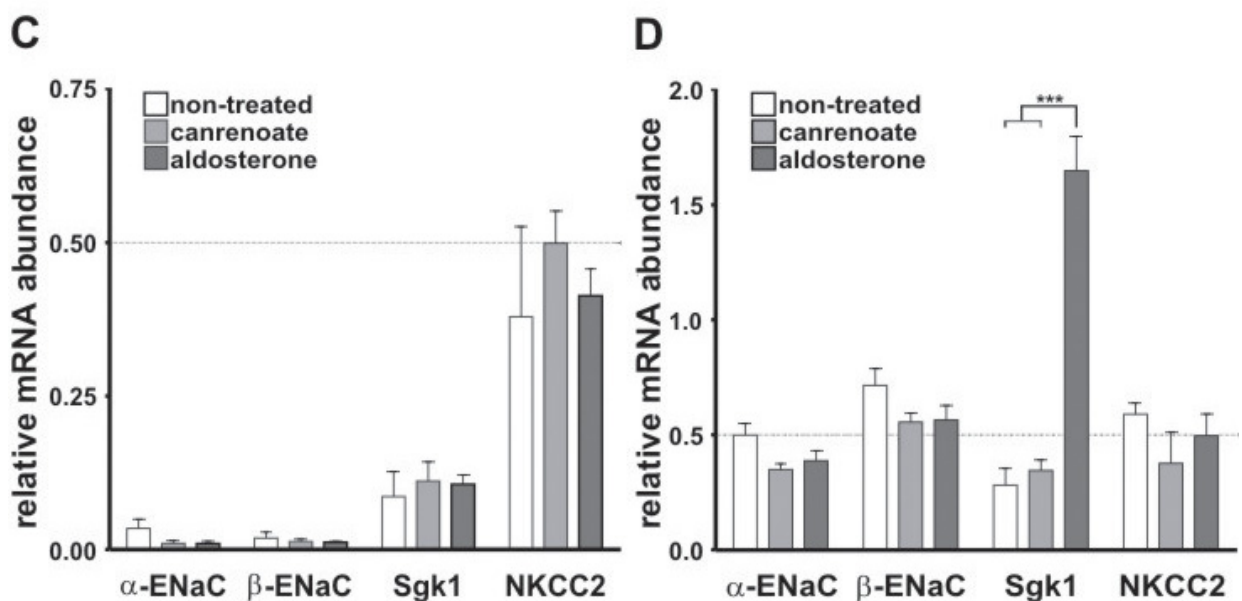 C
relative mRNA abundance
0.75
0.50
0.25
0.00
non-treated
canrenoate
aldosterone
α-ENaC β-ENaC Sgk1 NKCC2
D
relative mRNA abundance
2.0
1.5
1.0
0.5
0.0
non-treated
canrenoate
aldosterone
***
α-ENaC β-ENaC Sgk1 NKCC2